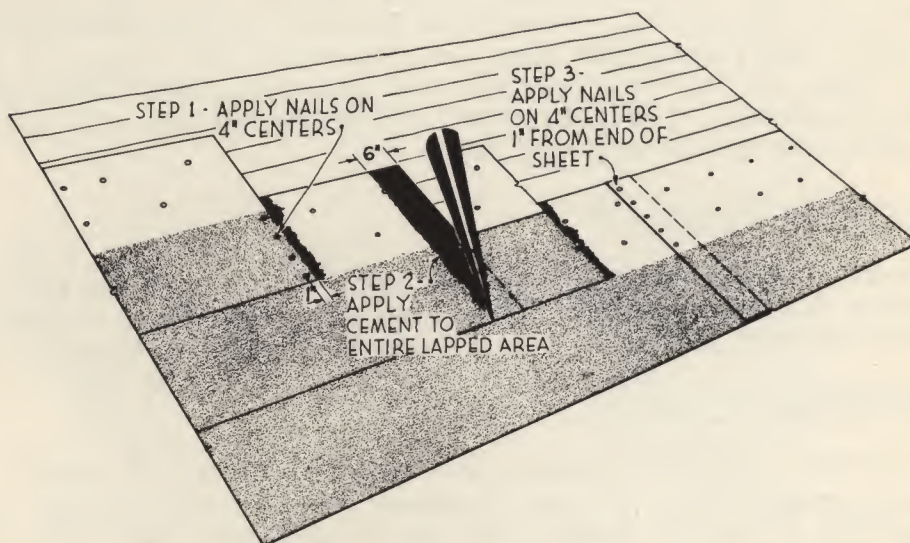 STEP 1 - APPLY NAILS ON
4" CENTERS
6"
STEP 3-
APPLY NAILS
ON 4" CENTERS
1" FROM END OF
SHEET
1"
STEP 2-
APPLY
CEMENT TO
ENTIRE LAPPED AREA